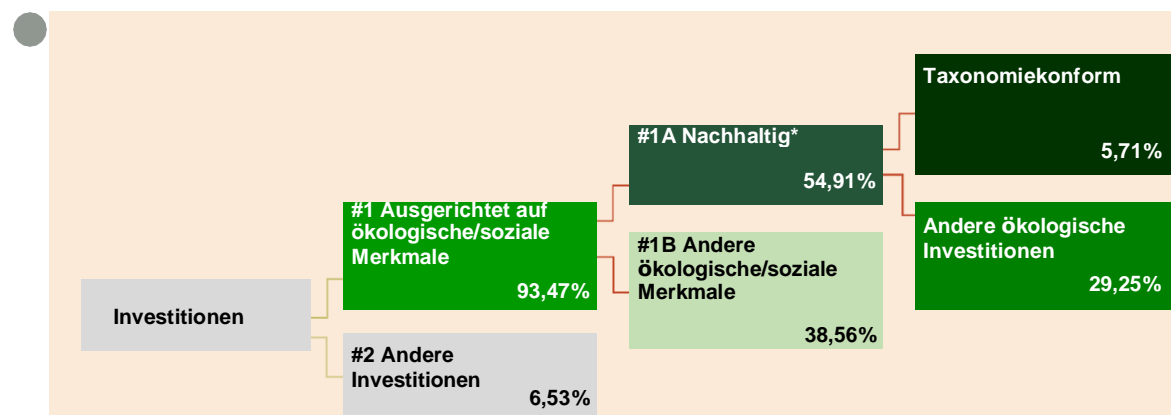 Taxonomiekonform
5,71%
#1A Nachhaltig*
54,91%
#1 Ausgerichtet auf
ökologische/soziale
Merkmale
93,47%
#1B Andere
ökologische/soziale
Merkmale
38,56%
Andere ökologische
Investitionen
29,25%
Investitionen
#2 Andere
Investitionen
6,53%